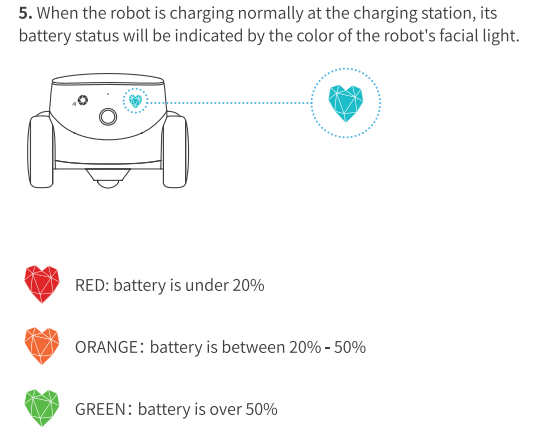 5. When the robot is charging normally at the charging station, its
battery status will be indicated by the color of the robot's facial light.
RED: battery is under 20%
ORANGE: battery is between 20% - 50%
GREEN: battery is over 50%